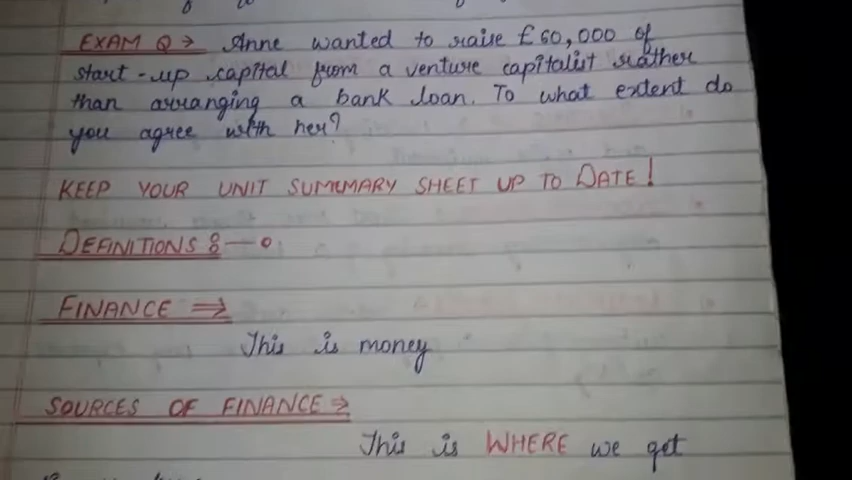 EXAM Q → Anne wanted to raise £60,000 of
start-up capital from a venture capitalist rather
than arranging a bank loan. To what extent do
you agree with her?
KEEP YOUR UNIT SUMMARY SHEET UP TO DATE!
DEFINITIONS :-
FINANCE ⇒
This is money
SOURCES OF FINANCE ⇒
This is WHERE we get